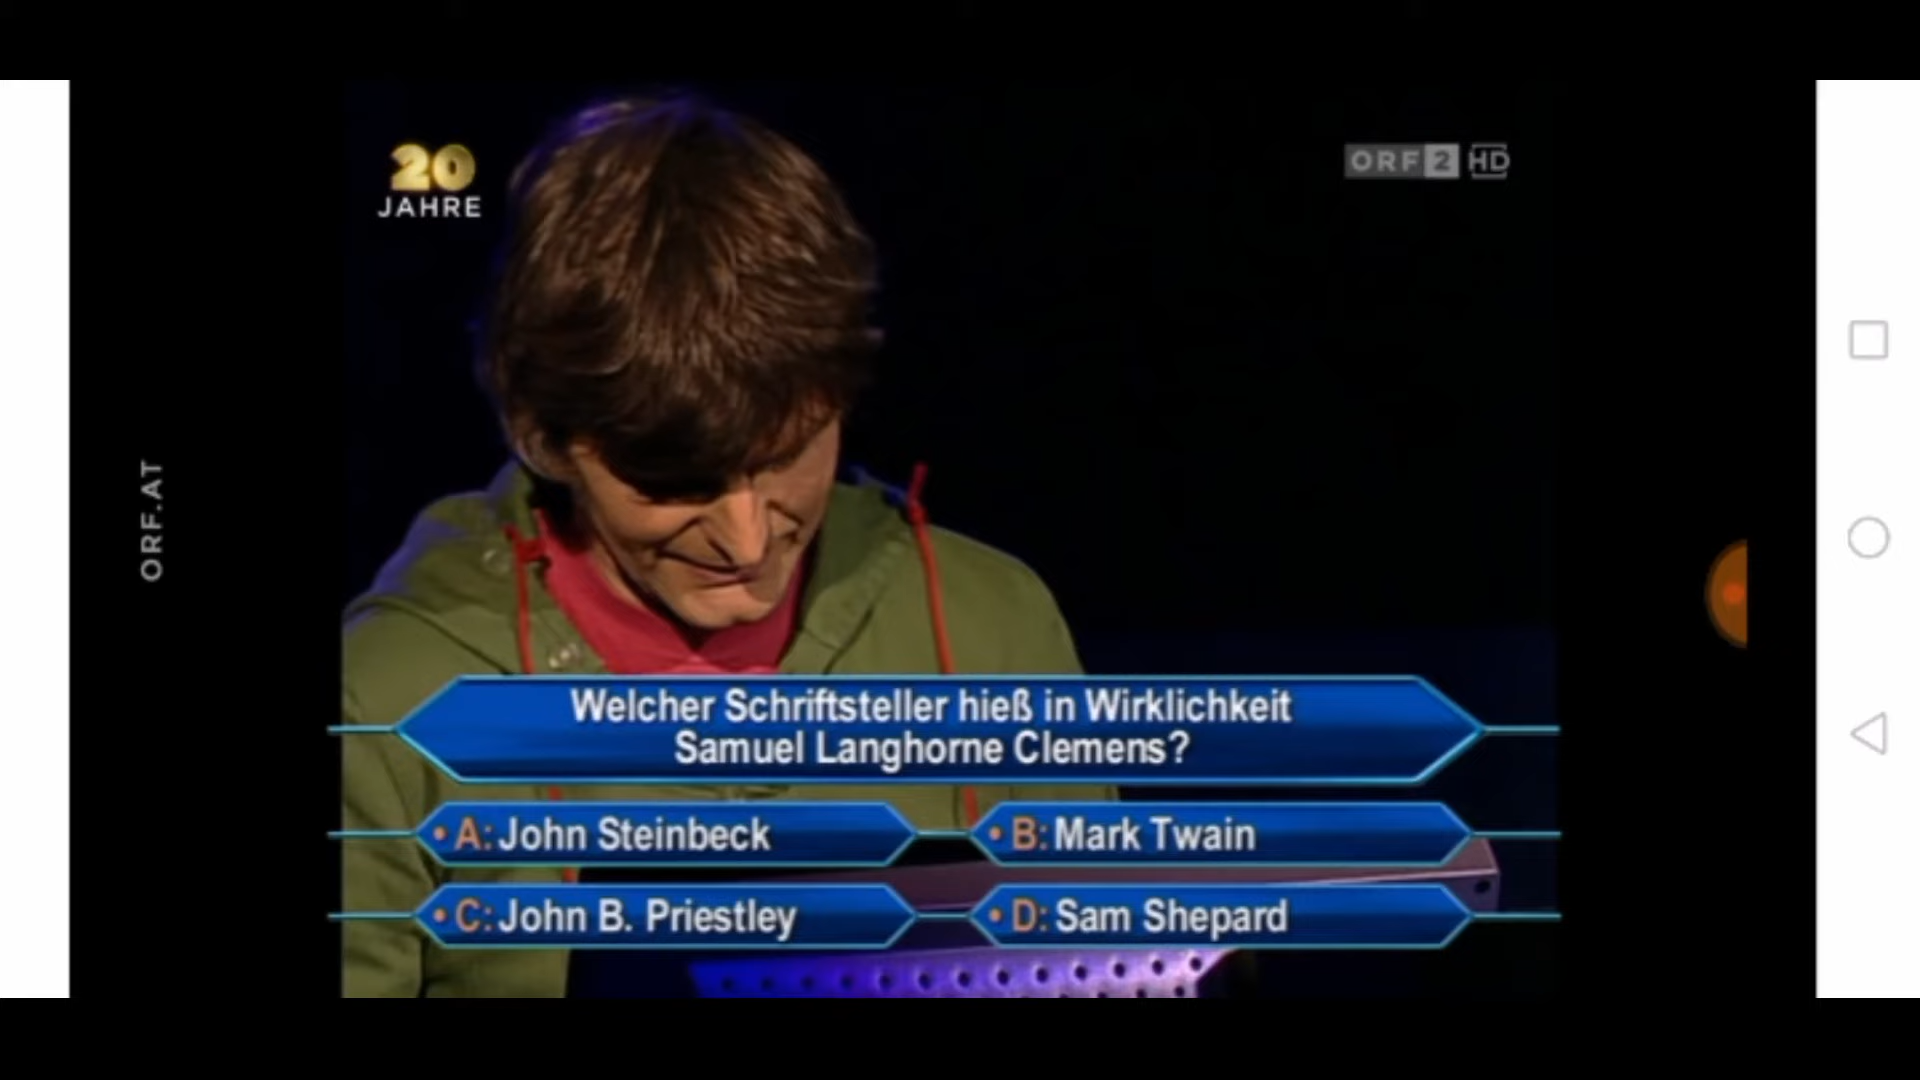 20
JAHRE
ORF 2 HD
ORF.AT
Welcher Schriftsteller hieß in Wirklichkeit
Samuel Langhorne Clemens?
A: John Steinbeck
B: Mark Twain
C: John B. Priestley
D: Sam Shepard